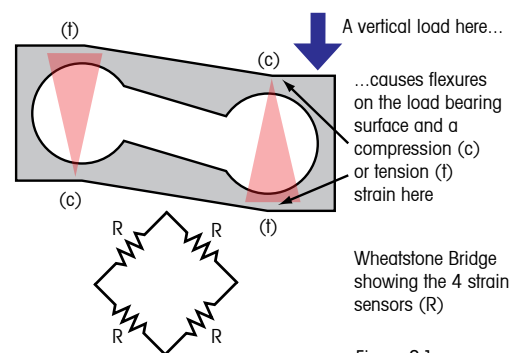 (t)
A vertical load here...
(c)
...causes flexures
on the load bearing
surface and a
compression (c)
or tension (t)
strain here
(c)
(t)
R
R
Wheatstone Bridge
showing the 4 strain
sensors (R)
R
R